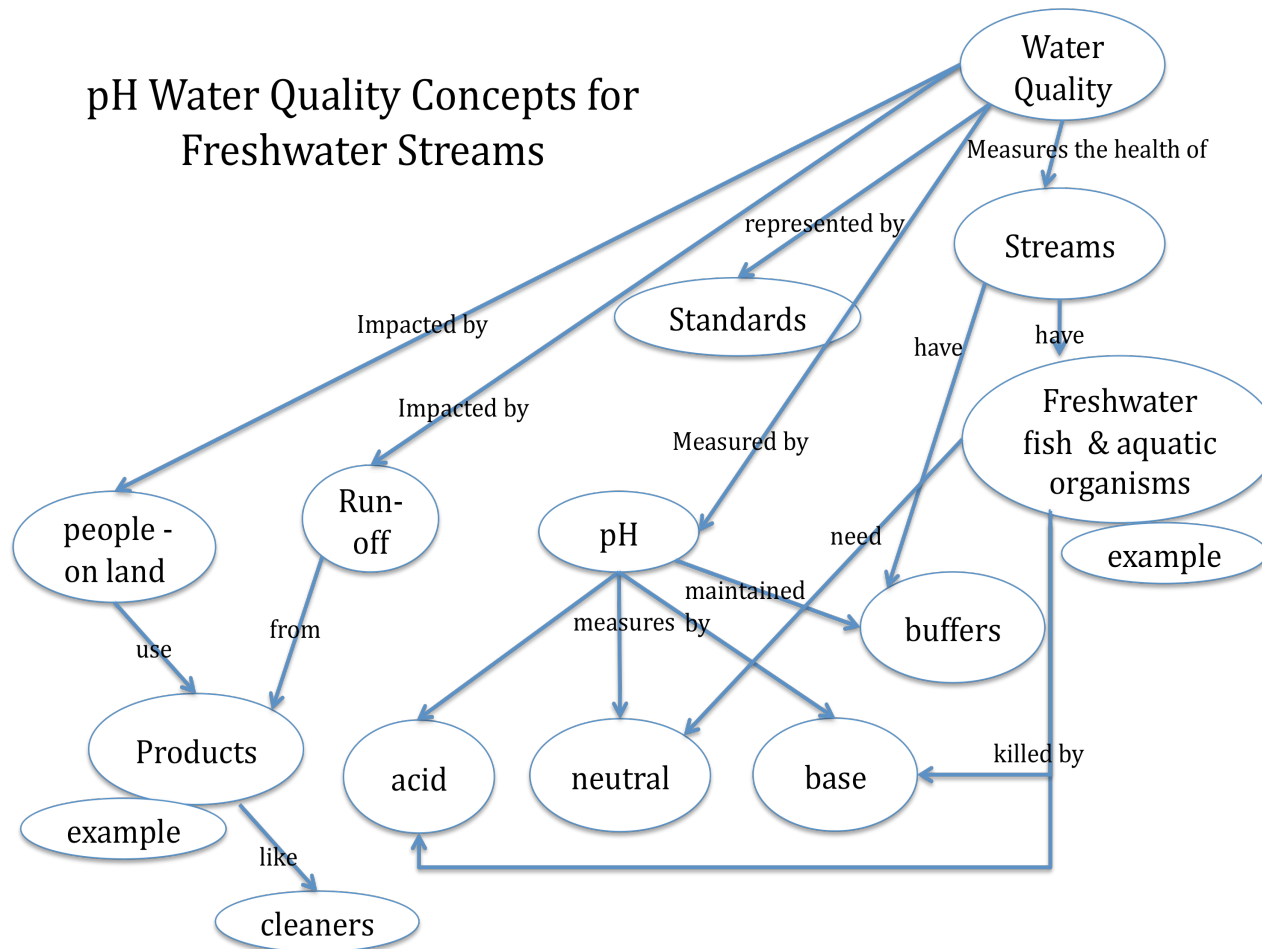 pH Water Quality Concepts for
Freshwater Streams
Water
Quality
Measures the health of
Streams
represented by
Standards
Impacted by
have
have
Impacted by
Measured by
Freshwater
fish & aquatic
organisms
people -
on land
Run-
off
pH
need
example
maintained
by
buffers
measures
use
from
Products
acid
neutral
base
killed by
example
like
cleaners